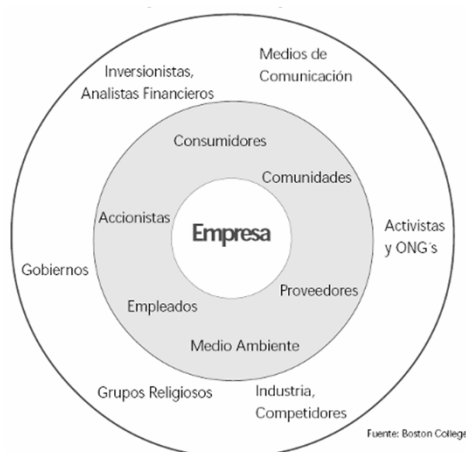 Medios de
Comunicación
Inversionistas,
Analistas Financieros
Consumidores
Comunidades
Accionistas
Empresa
Activistas
y ONG´s
Gobiernos
Proveedores
Empleados
Medio Ambiente
Grupos Religiosos
Industria,
Competidores
Fuente: Boston College